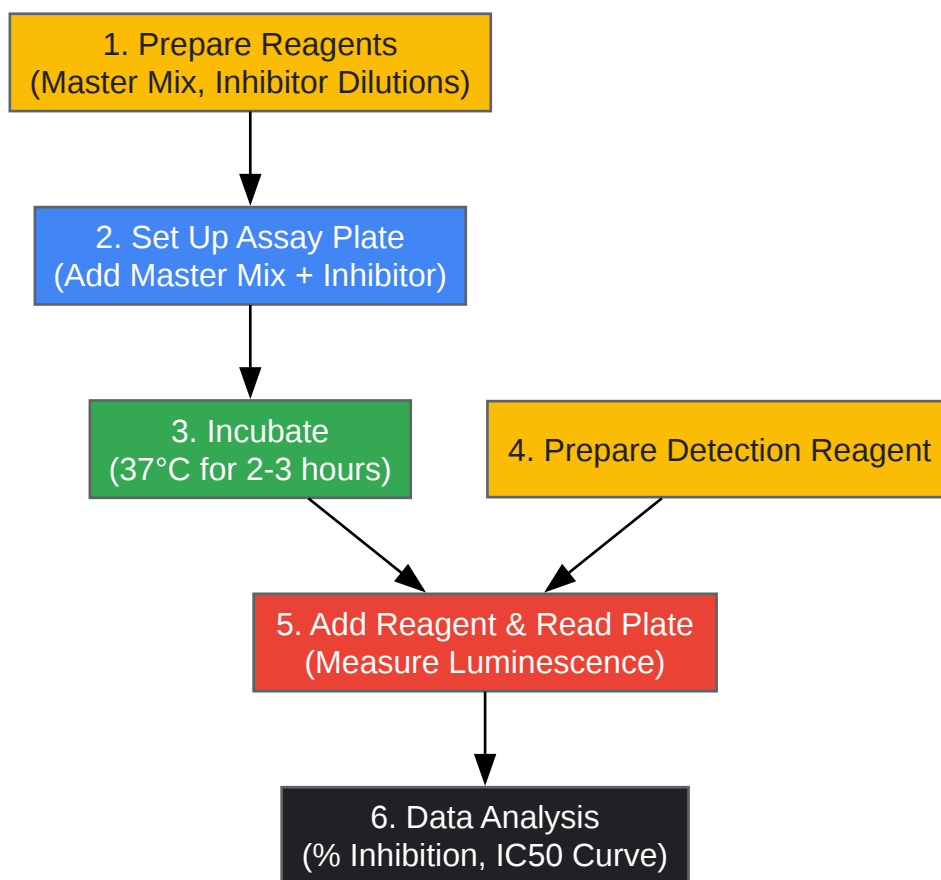 1. Prepare Reagents
(Master Mix, Inhibitor Dilutions)
2. Set Up Assay Plate
(Add Master Mix + Inhibitor)
3. Incubate
(37°C for 2-3 hours)
4. Prepare Detection Reagent
5. Add Reagent & Read Plate
(Measure Luminescence)
6. Data Analysis
(% Inhibition, IC50 Curve)